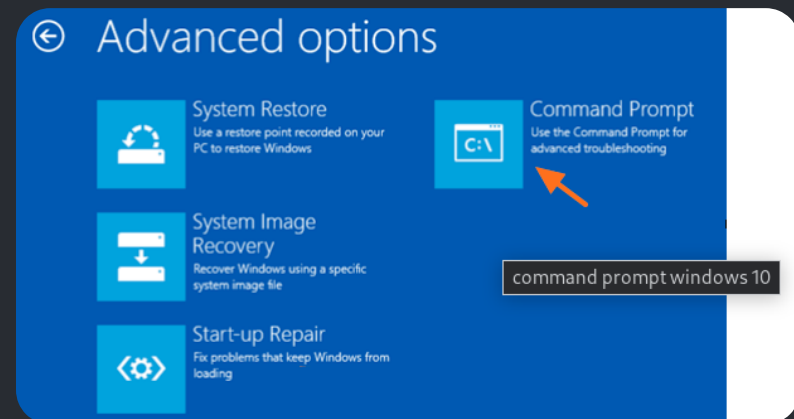 Advanced options
System Restore
Use a restore point recorded on your
PC to restore Windows
Command Prompt
Use the Command Prompt for
advanced troubleshooting
C:\
System Image
Recovery
Recover Windows using a specific
system image file
command prompt windows 10
Start-up Repair
Fix problems that keep Windows from
loading